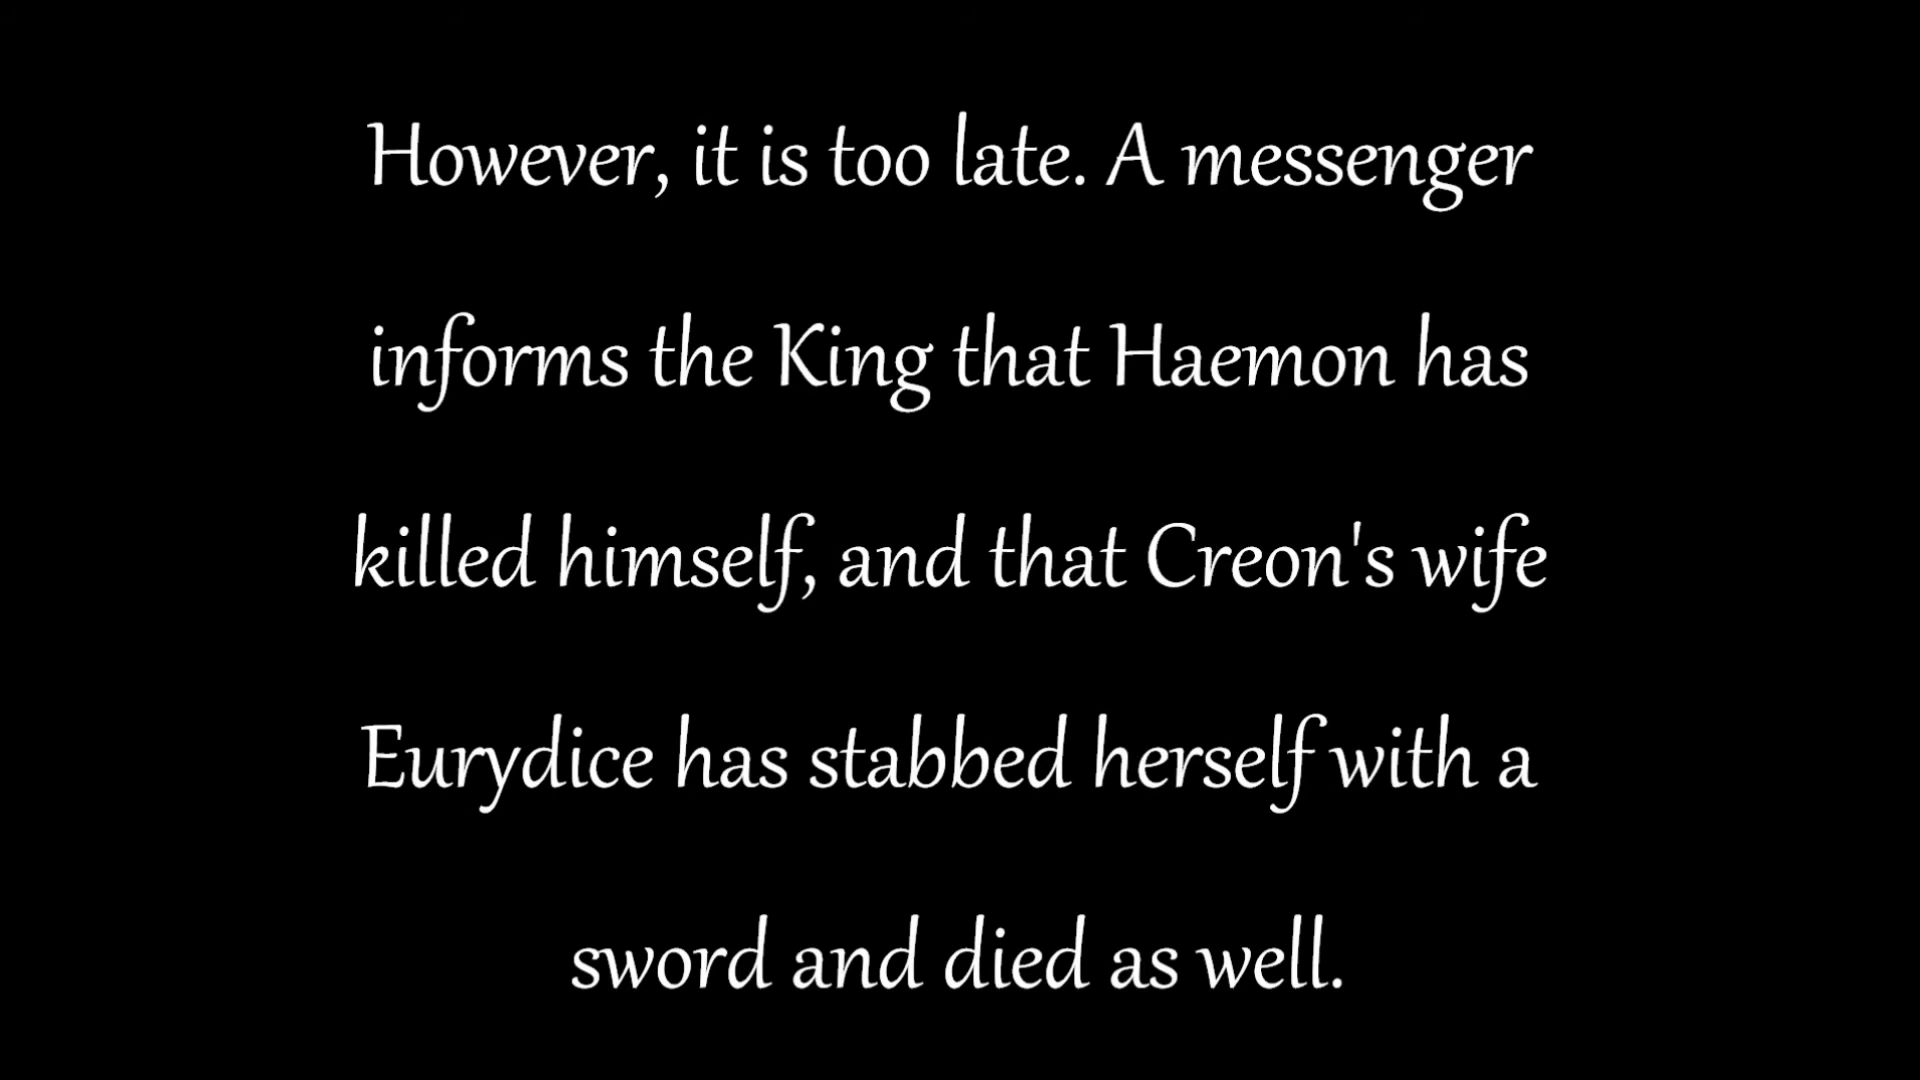 However, it is too late. A messenger
informs the King that Haemon has
killed himself, and that Creon's wife
Eurydice has stabbed herself with a
sword and died as well.